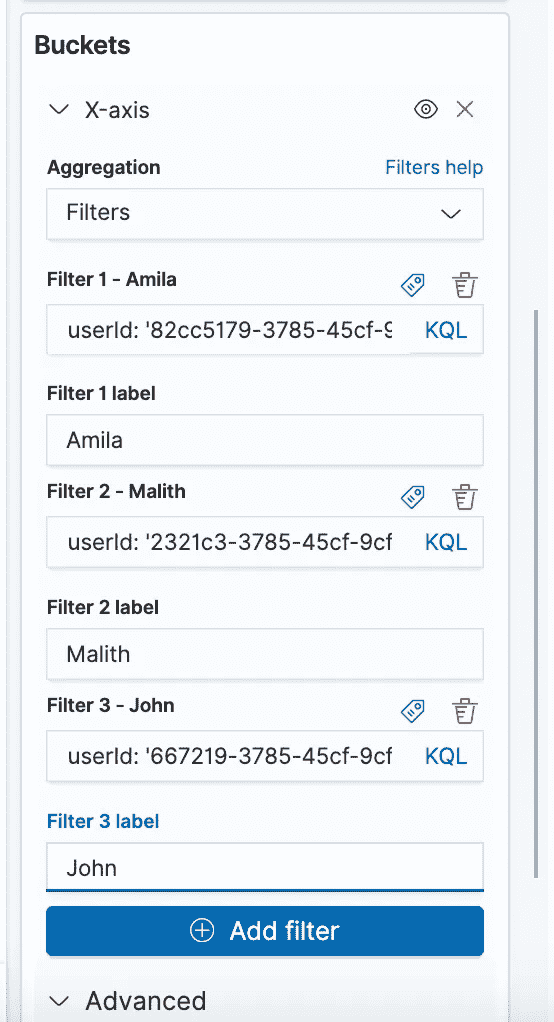 Buckets
X-axis
Aggregation Filters help
Filters
Filter 1 - Amila
userId: '82cc5179-3785-45cf-9 KQL
Filter 1 label
Amila
Filter 2 - Malith
userId: '2321c3-3785-45cf-9cf KQL
Filter 2 label
Malith
Filter 3 - John
userId: '667219-3785-45cf-9cf KQL
Filter 3 label
John
Add filter
Advanced